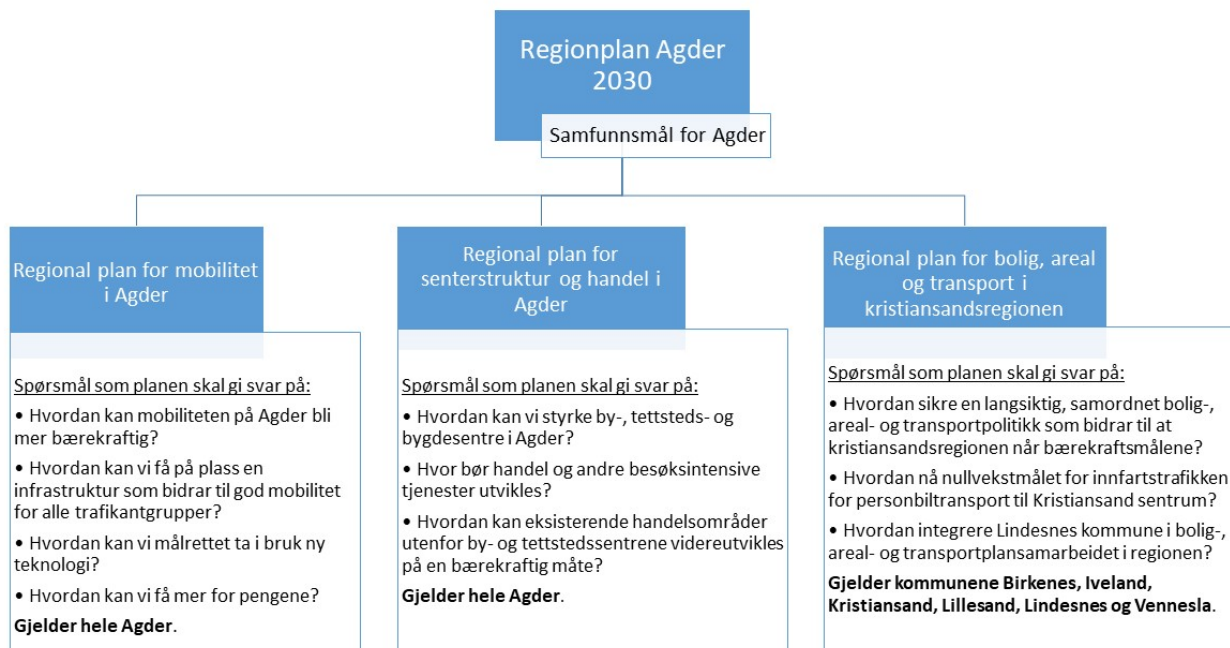 Regionplan Agder
2030
Samfunnsmål for Agder
Regional plan for mobilitet
i Agder
Spørsmål som planen skal gi svar på:
• Hvordan kan mobiliteten på Agder bli
mer bærekraftig?
• Hvordan kan vi få på plass en
infrastruktur som bidrar til god mobilitet
for alle trafikantgrupper?
• Hvordan kan vi målrettet ta i bruk ny
teknologi?
• Hvordan kan vi få mer for pengene?
Gjelder hele Agder.
Regional plan for
senterstruktur og handel i
Agder
Spørsmål som planen skal gi svar på:
• Hvordan kan vi styrke by-, tettsteds- og
bygdesentre i Agder?
• Hvor bør handel og andre besøksintensive
tjenester utvikles?
• Hvordan kan eksisterende handelsområder
utenfor by- og tettstedssentrene videreutvikles
på en bærekraftig måte?
Gjelder hele Agder.
Regional plan for bolig, areal
og transport i
kristiansandsregionen
Spørsmål som planen skal gi svar på:
• Hvordan sikre en langsiktig, samordnet bolig-,
areal- og transportpolitikk som bidrar til at
kristiansandsregionen når bærekraftsmålene?
• Hvordan nå nullvekstmålet for innfartstrafikken
for personbiltransport til Kristiansand sentrum?
• Hvordan integrere Lindesnes kommune i bolig-,
areal- og transportplansamarbeidet i regionen?
Gjelder kommunene Birkenes, Iveland,
Kristiansand, Lillesand, Lindesnes og Vennesla.